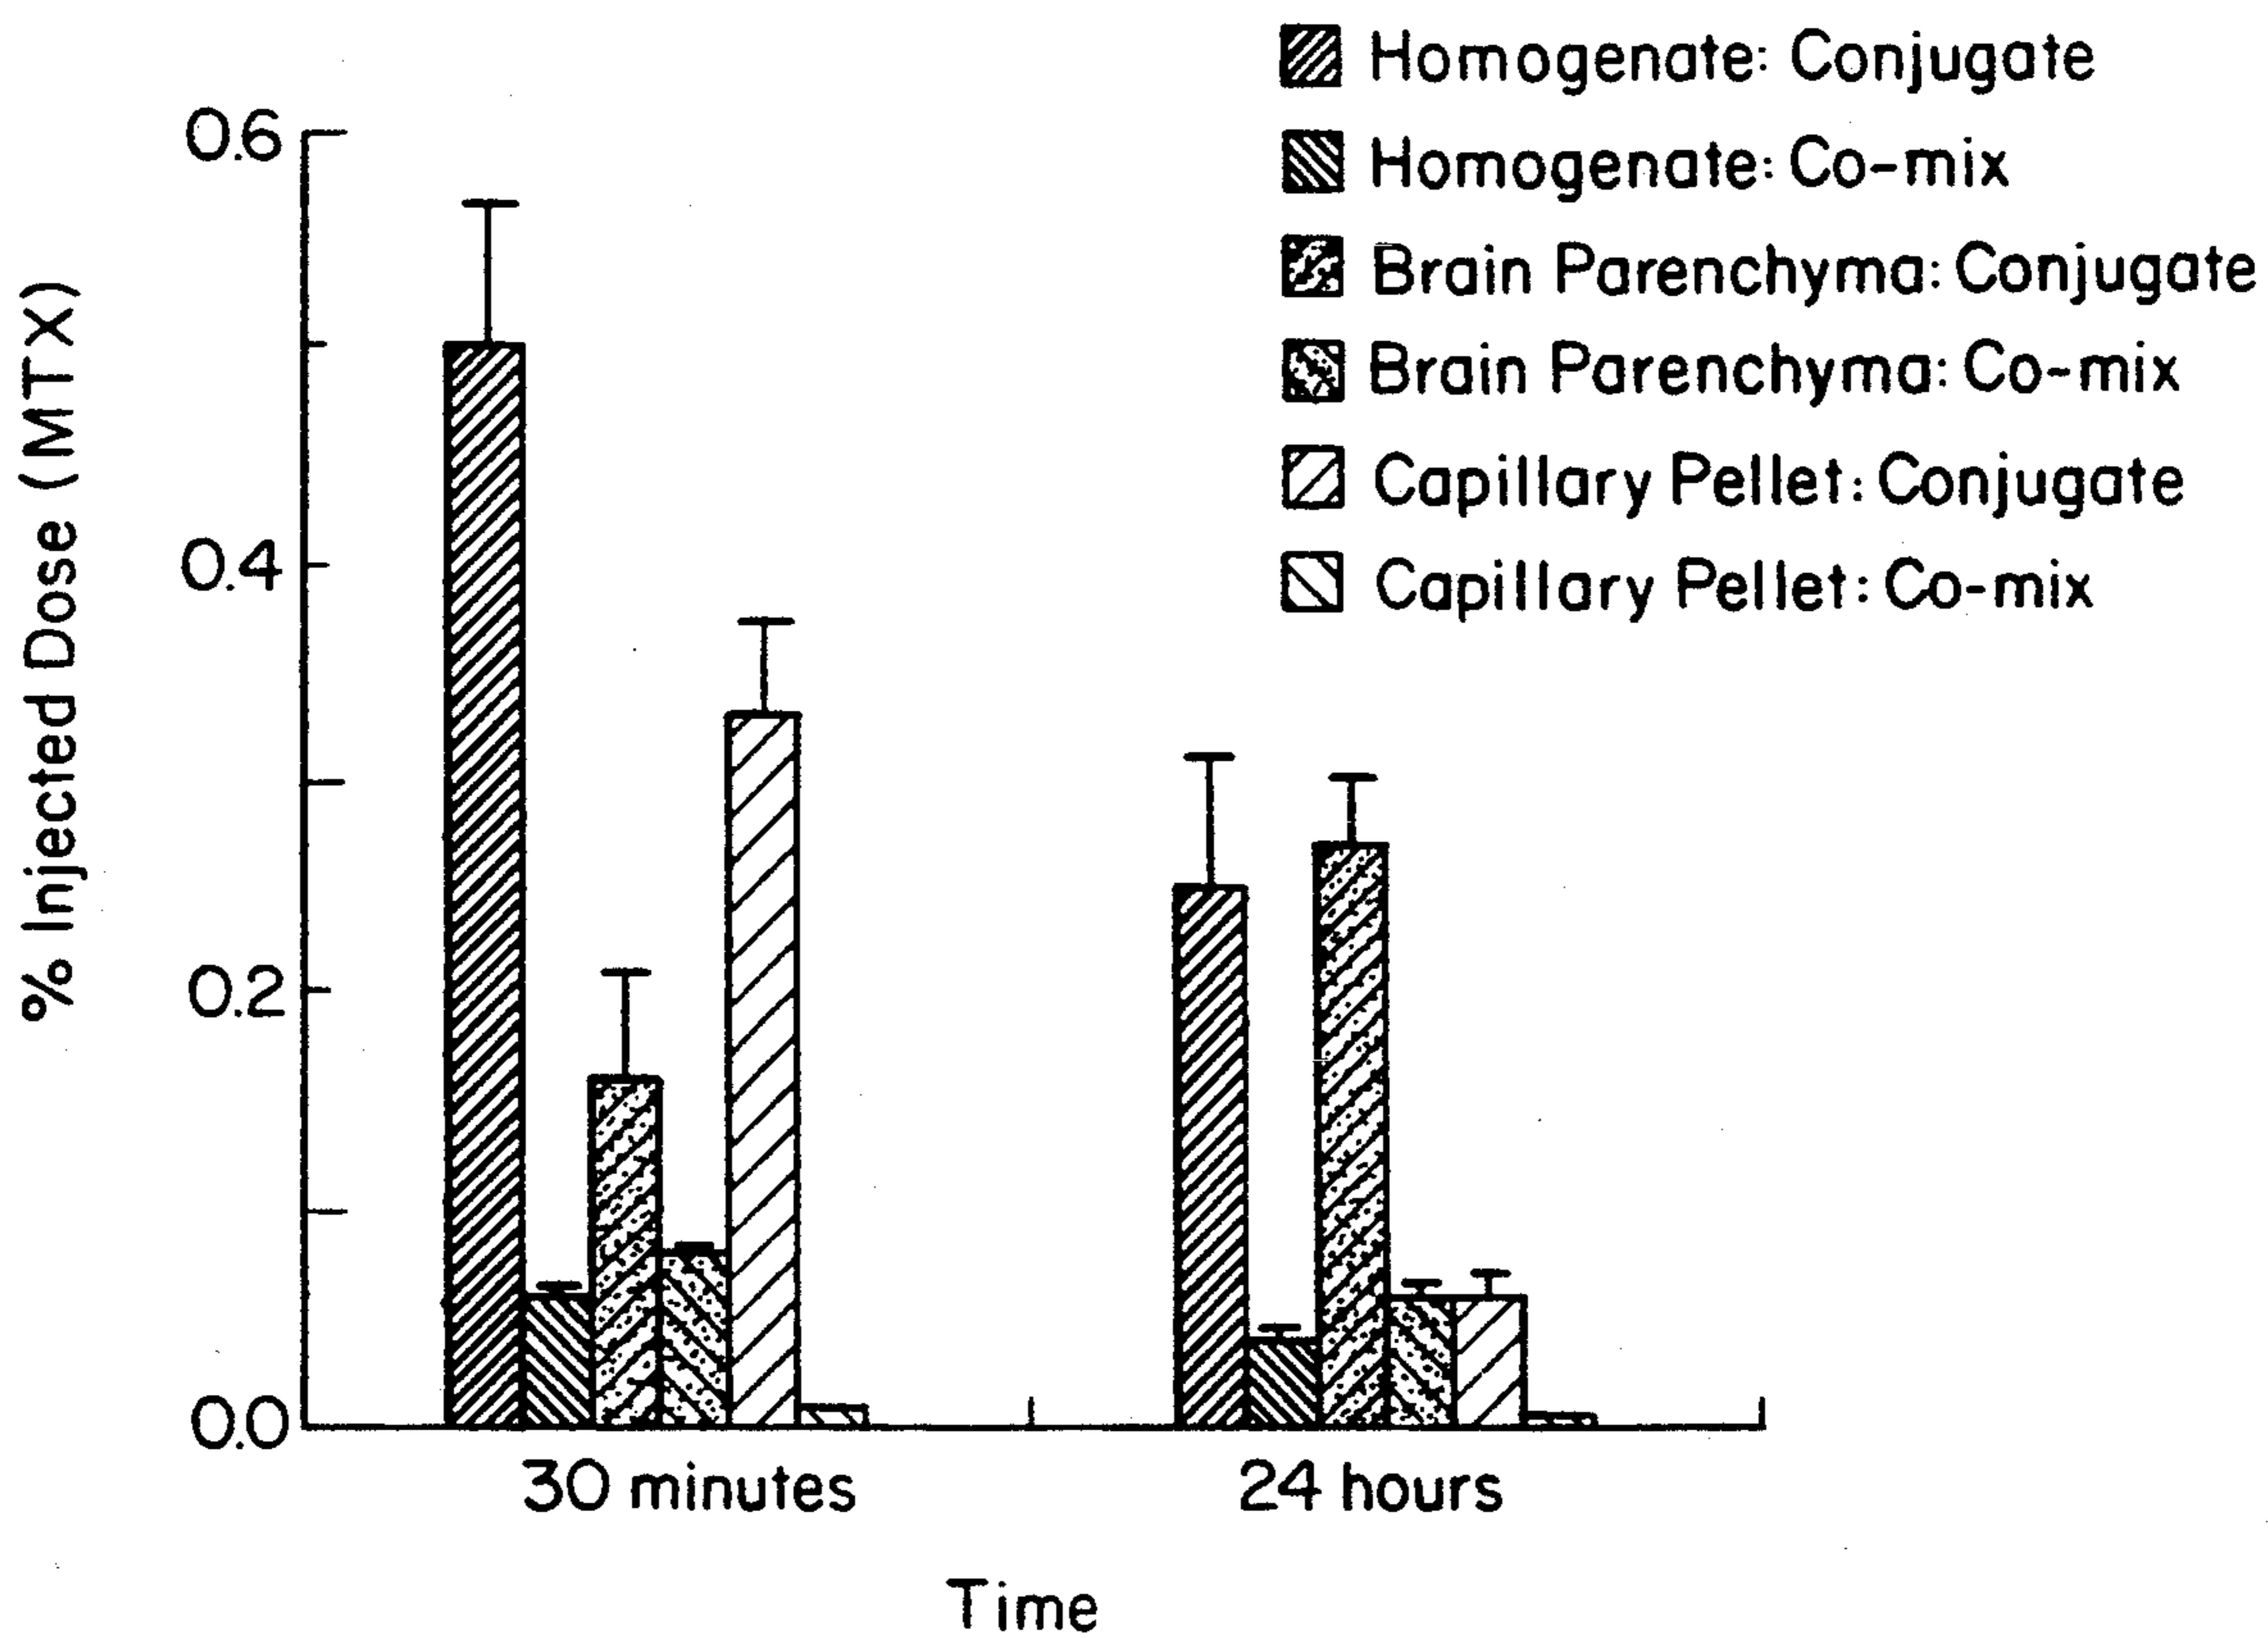 Homogenate: Conjugate
Homogenate: Co-mix
Brain Parenchyma: Conjugate
Brain Parenchyma: Co-mix
Capillary Pellet: Conjugate
Capillary Pellet: Co-mix
% Injected Dose (MTX)
0.6
0.4
0.2
0.0
30 minutes
24 hours
Time